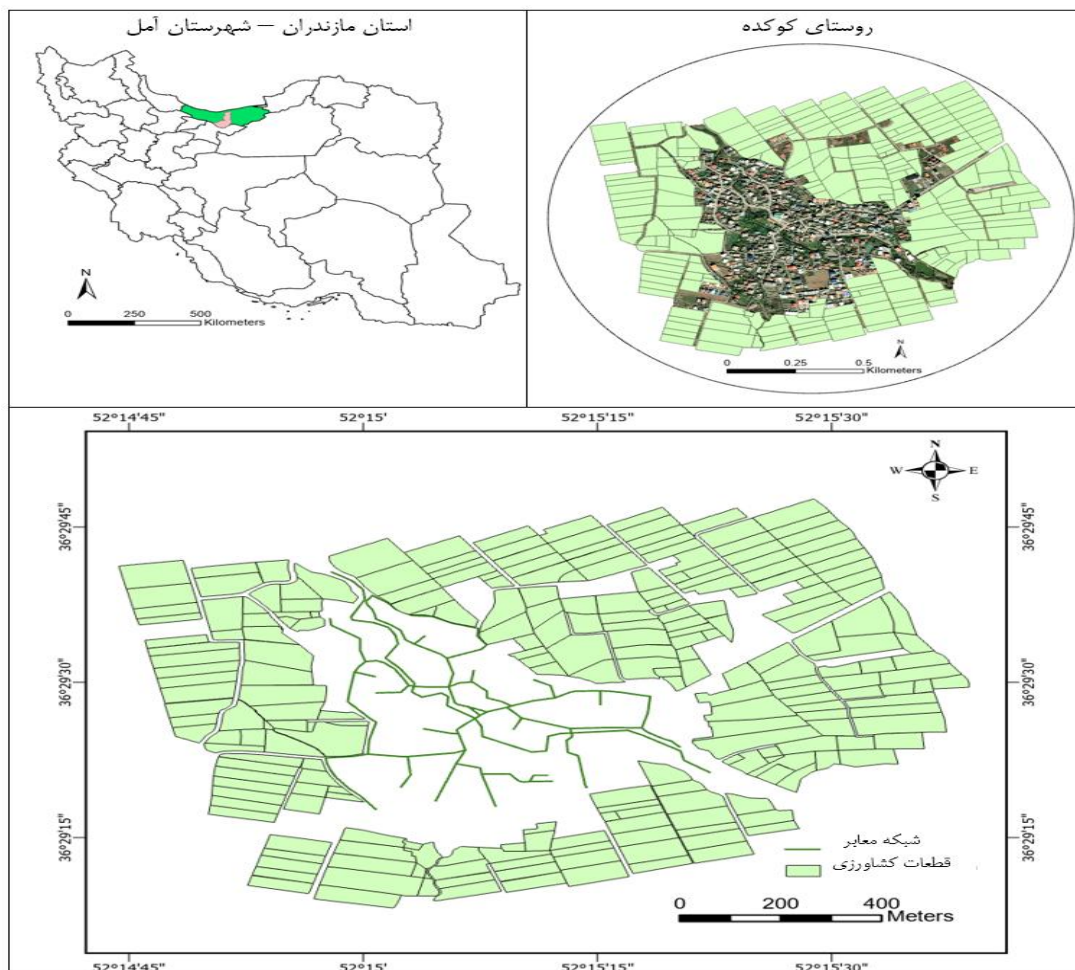 استان مازندران – شهرستان آمل
N
0 250 500
Kilometers
روستای کوکده
N
0 0.25 0.5
Kilometers
52°14'45" 52°15' 52°15'15" 52°15'30"
N
W E
S
36°29'45" 36°29'45"
36°29'30" 36°29'30"
36°29'15" 36°29'15"
شبکه معابر
قطعات کشاورزی
0 200 400
Meters
52°14'45" 52°15' 52°15'15" 52°15'30"